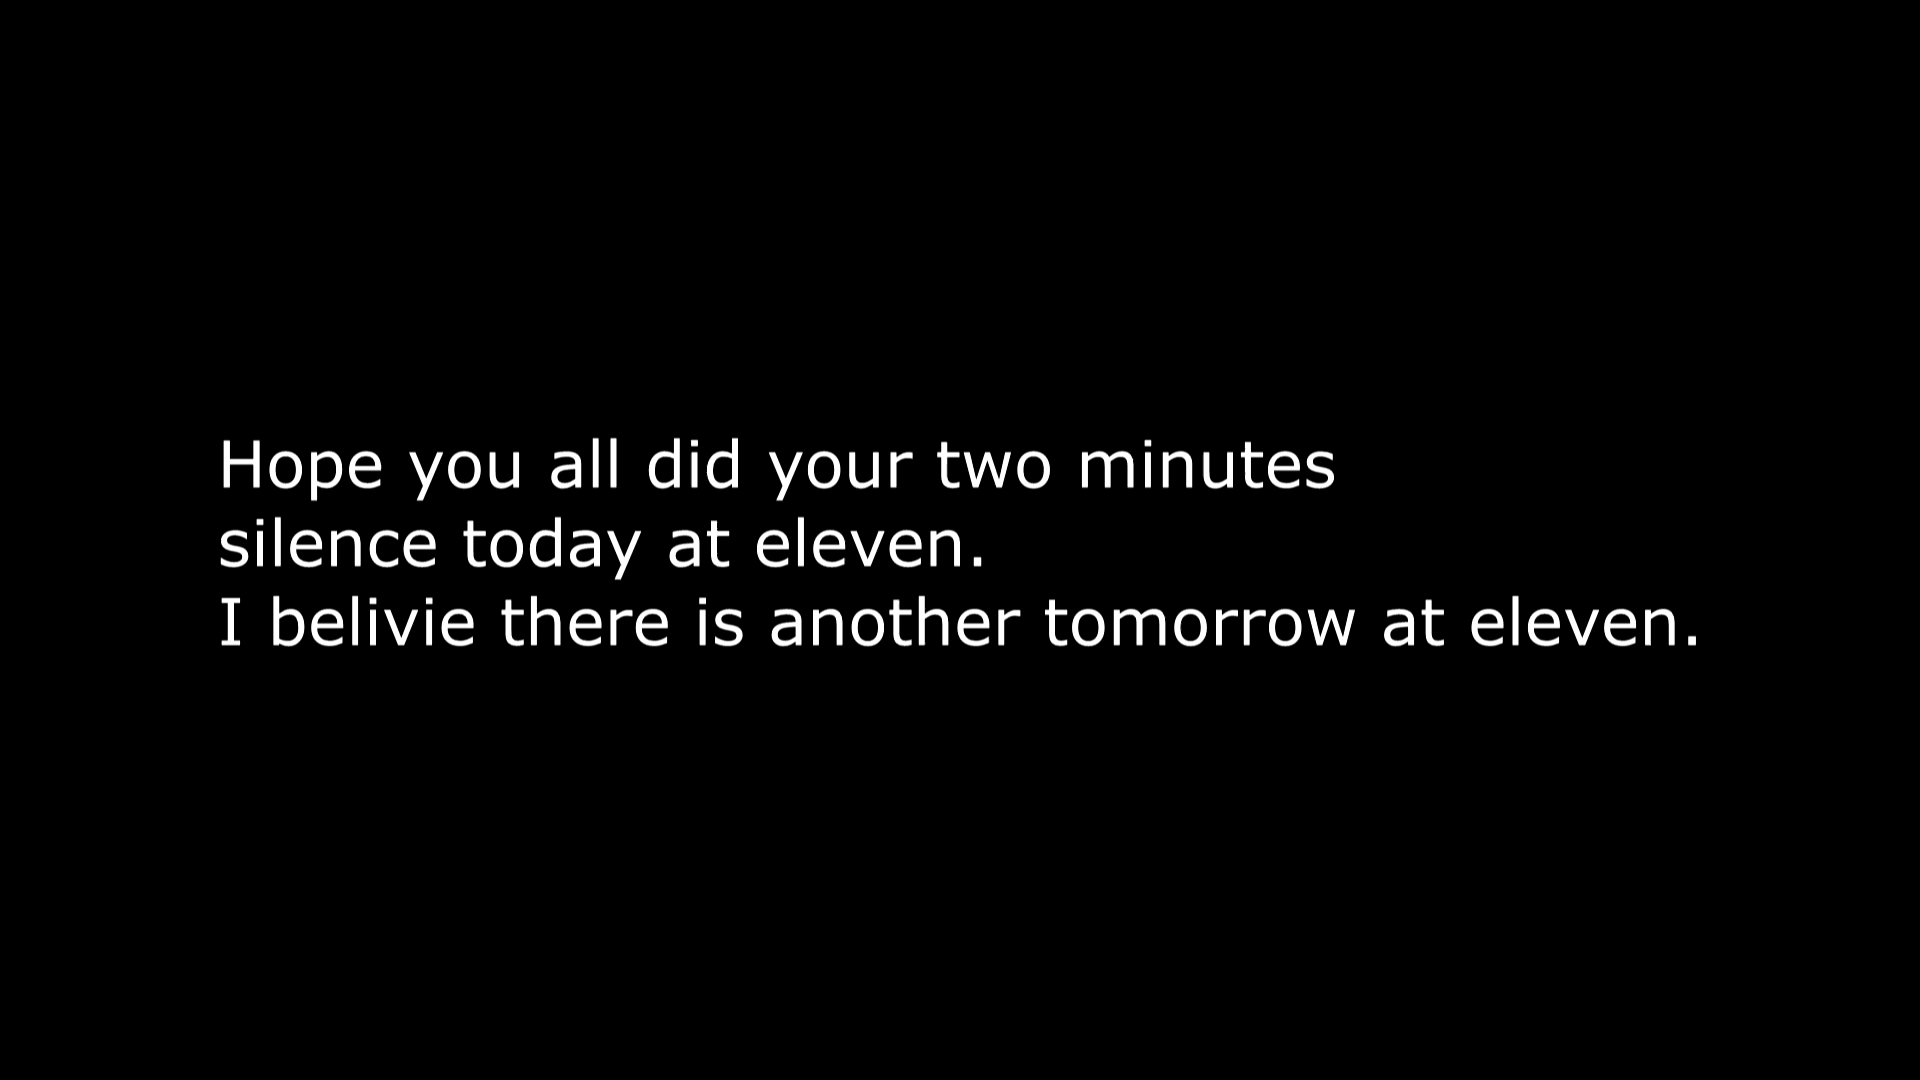 Hope you all did your two minutes
silence today at eleven.
I belivie there is another tomorrow at eleven.